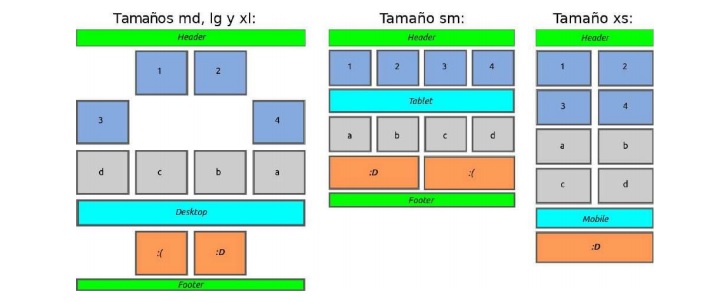 Tamaños md, lg y xl:
Header
1 2
3 4
d c b a
Desktop
:( :D
Footer
Tamaño sm:
Header
1 2 3 4
Tablet
a b c d
:D :(
Footer
Tamaño xs:
Header
1 2
3 4
a b
c d
Mobile
:D